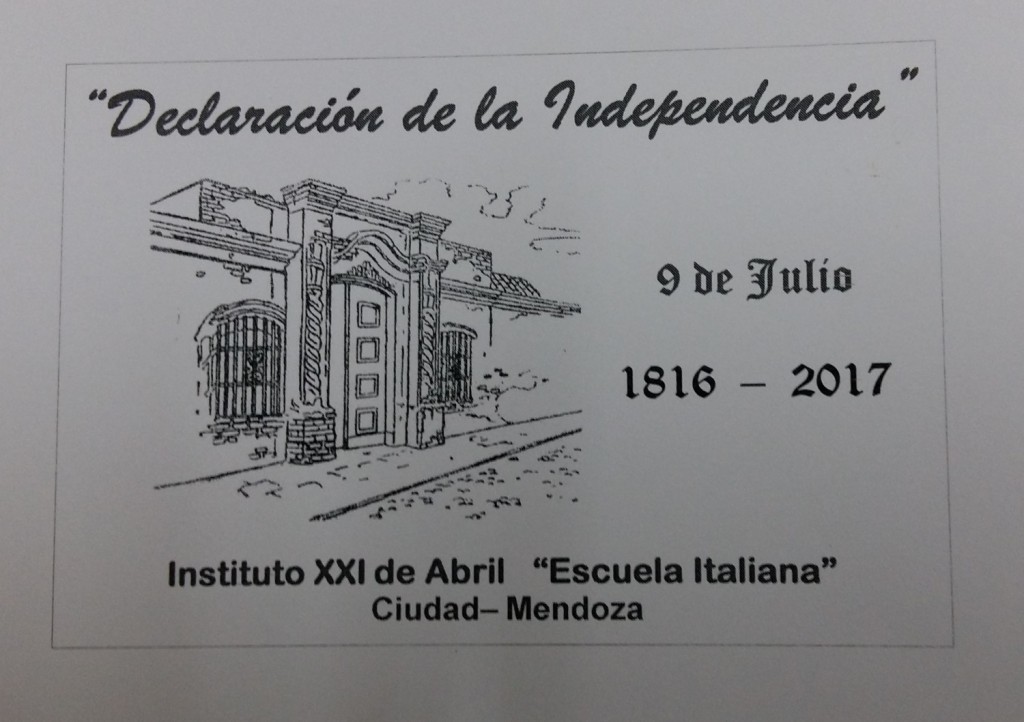 “Declaración de la Independencia”
9 de Julio
1816 – 2017
Instituto XXI de Abril “Escuela Italiana”
Ciudad– Mendoza